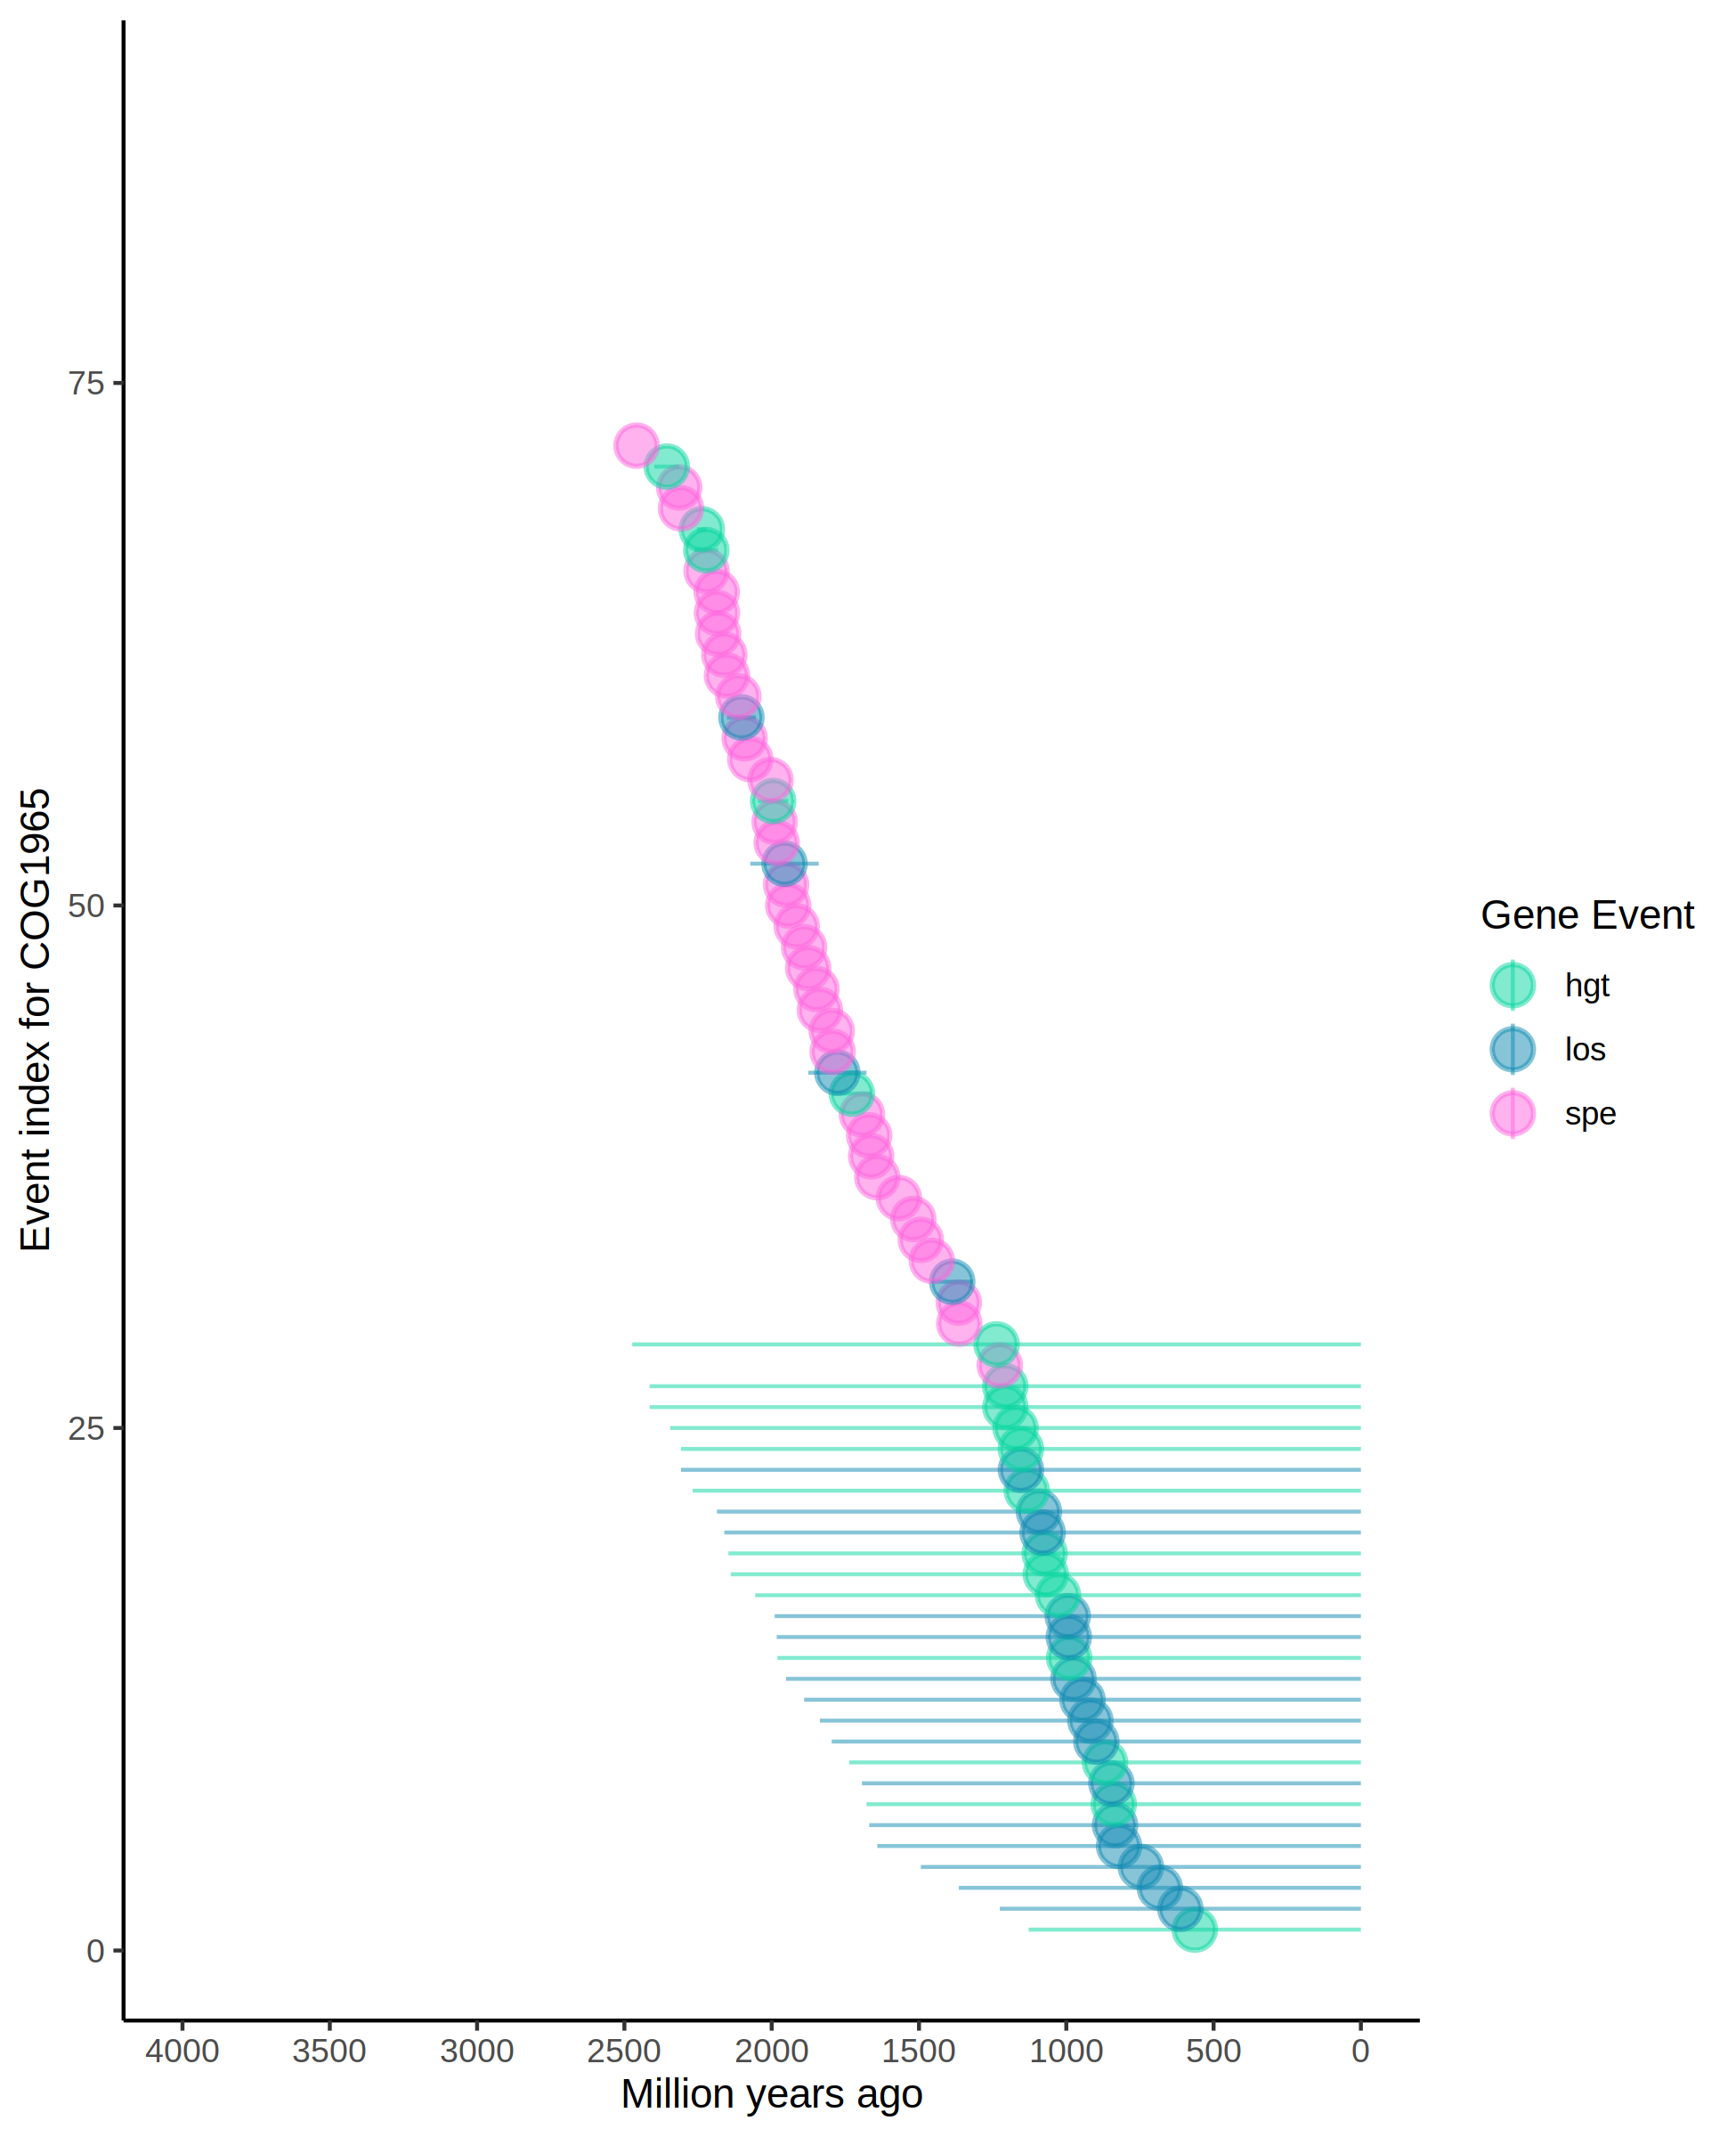 75
50
25
0
Event index for COG1965
4000 3500 3000 2500 2000 1500 1000 500 0
Million years ago
Gene Event
hgt
los
spe